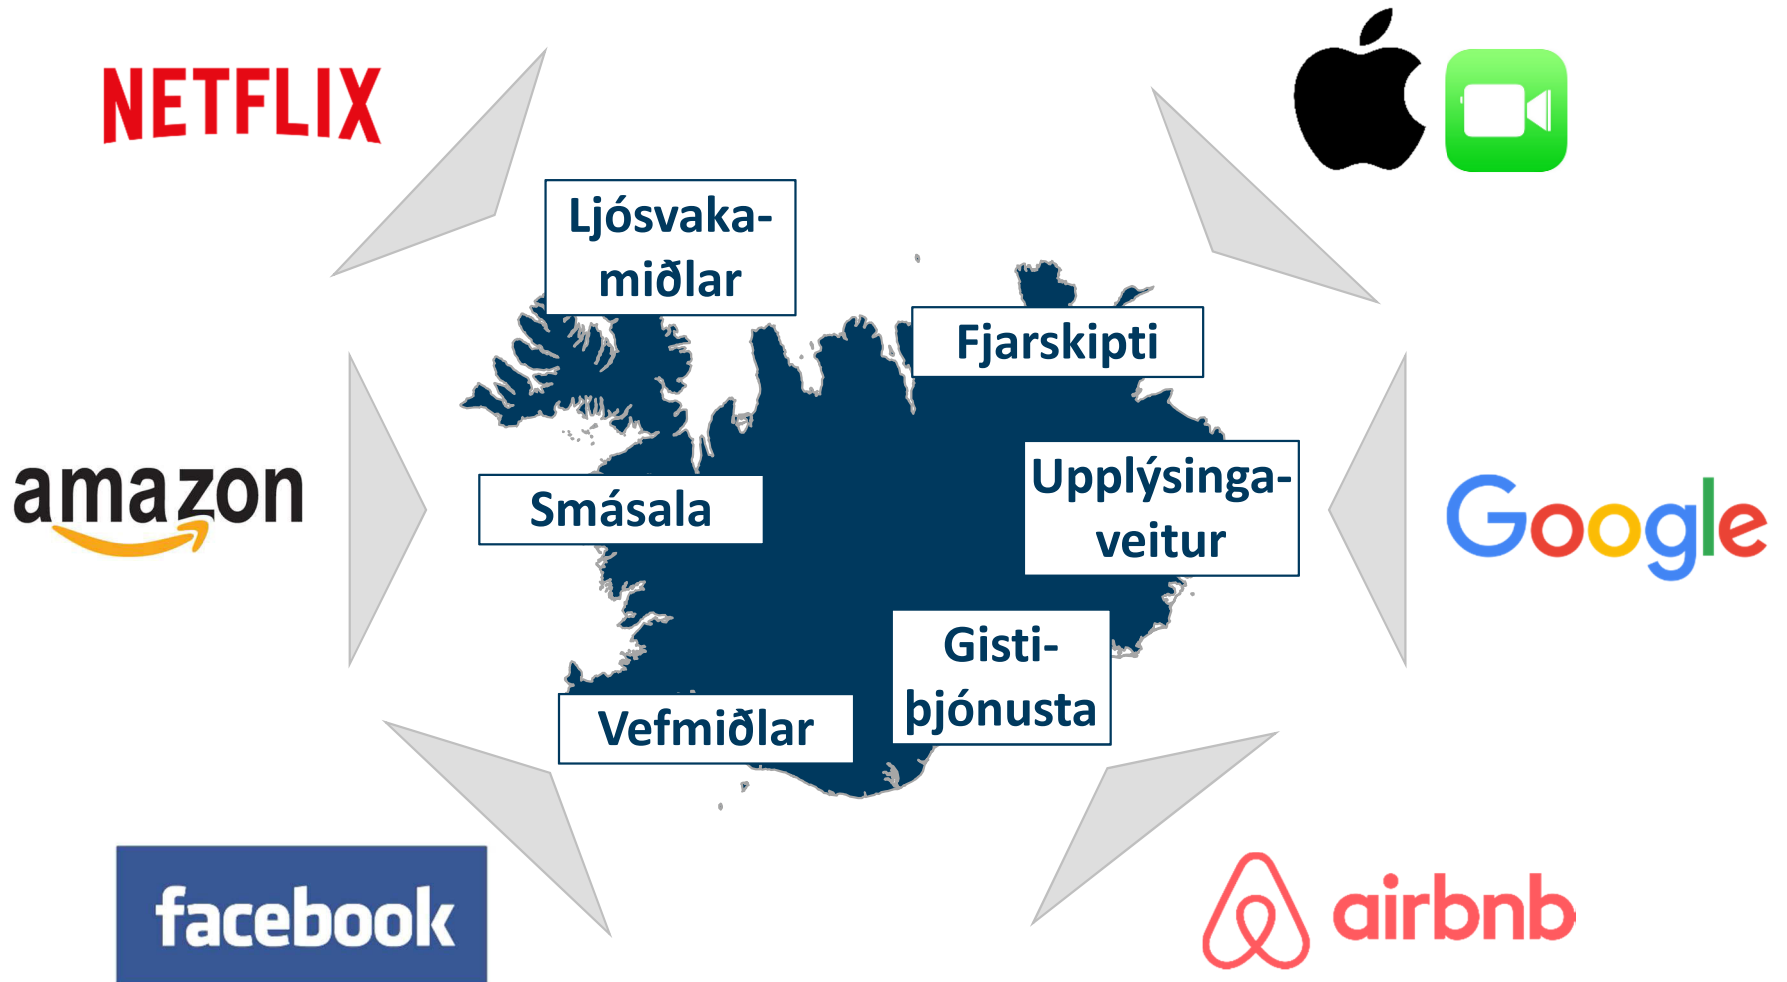 NETFLIX
Ljósvaka-
miðlar
Fjarskipti
amazon
Smásala
Upplýsinga-
veitur
Google
Gisti-
þjónusta
Vefmiðlar
facebook
airbnb